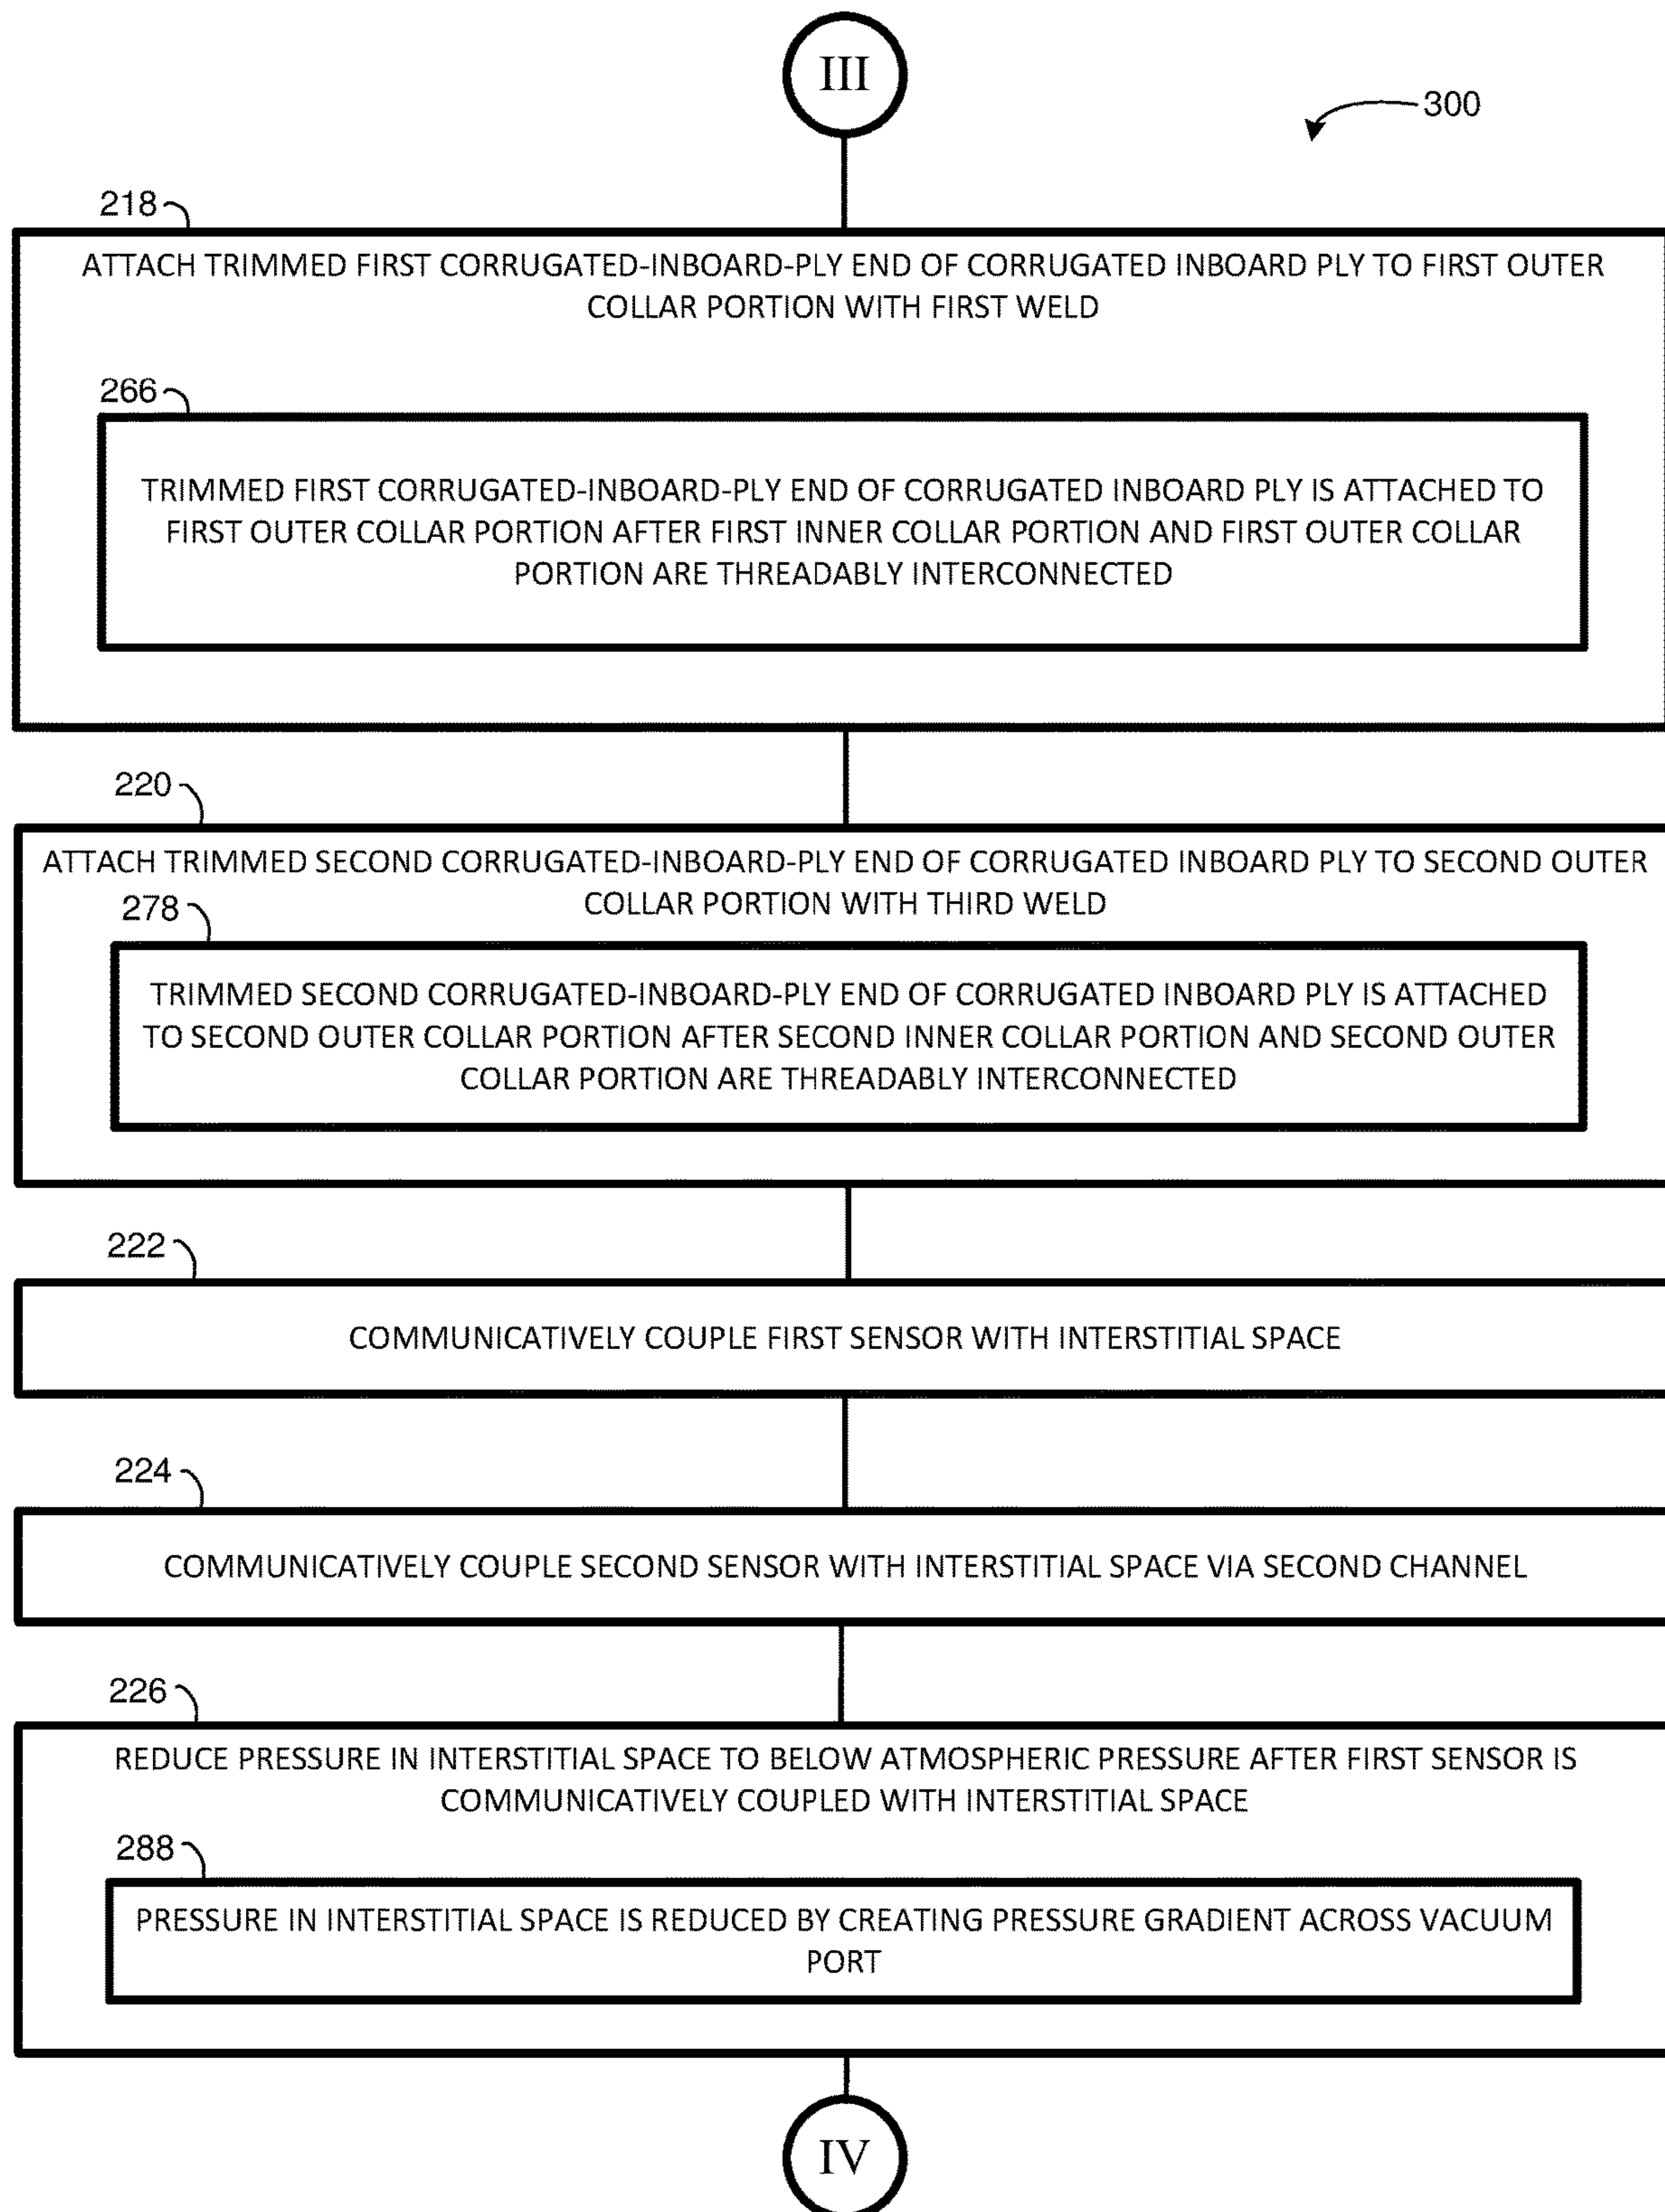 III
300
218
ATTACH TRIMMED FIRST CORRUGATED-INBOARD-PLY END OF CORRUGATED INBOARD PLY TO FIRST OUTER
COLLAR PORTION WITH FIRST WELD
266
TRIMMED FIRST CORRUGATED-INBOARD-PLY END OF CORRUGATED INBOARD PLY IS ATTACHED TO
FIRST OUTER COLLAR PORTION AFTER FIRST INNER COLLAR PORTION AND FIRST OUTER COLLAR
PORTION ARE THREADABLY INTERCONNECTED
220
ATTACH TRIMMED SECOND CORRUGATED-INBOARD-PLY END OF CORRUGATED INBOARD PLY TO SECOND OUTER
COLLAR PORTION WITH THIRD WELD
278
TRIMMED SECOND CORRUGATED-INBOARD-PLY END OF CORRUGATED INBOARD PLY IS ATTACHED
TO SECOND OUTER COLLAR PORTION AFTER SECOND INNER COLLAR PORTION AND SECOND OUTER
COLLAR PORTION ARE THREADABLY INTERCONNECTED
222
COMMUNICATIVELY COUPLE FIRST SENSOR WITH INTERSTITIAL SPACE
224
COMMUNICATIVELY COUPLE SECOND SENSOR WITH INTERSTITIAL SPACE VIA SECOND CHANNEL
226
REDUCE PRESSURE IN INTERSTITIAL SPACE TO BELOW ATMOSPHERIC PRESSURE AFTER FIRST SENSOR IS
COMMUNICATIVELY COUPLED WITH INTERSTITIAL SPACE
288
PRESSURE IN INTERSTITIAL SPACE IS REDUCED BY CREATING PRESSURE GRADIENT ACROSS VACUUM
PORT
IV